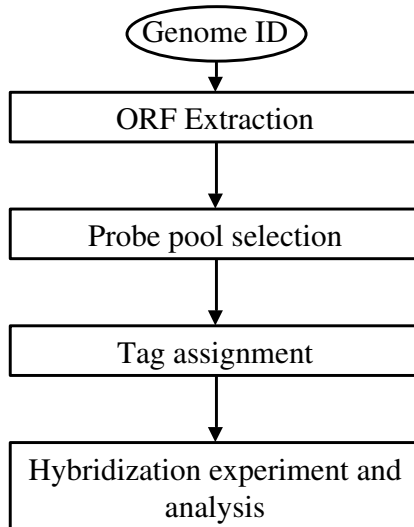 Genome ID
ORF Extraction
Probe pool selection
Tag assignment
Hybridization experiment and
analysis